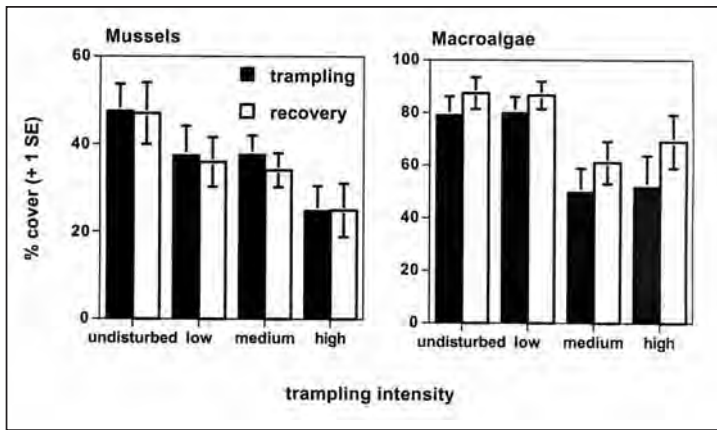 Mussels
60
40
20
0
% cover (+ 1 SE)
trampling
recovery
undisturbed low medium high
Macroalgae
100
80
60
40
20
0
undisturbed low medium high
trampling intensity